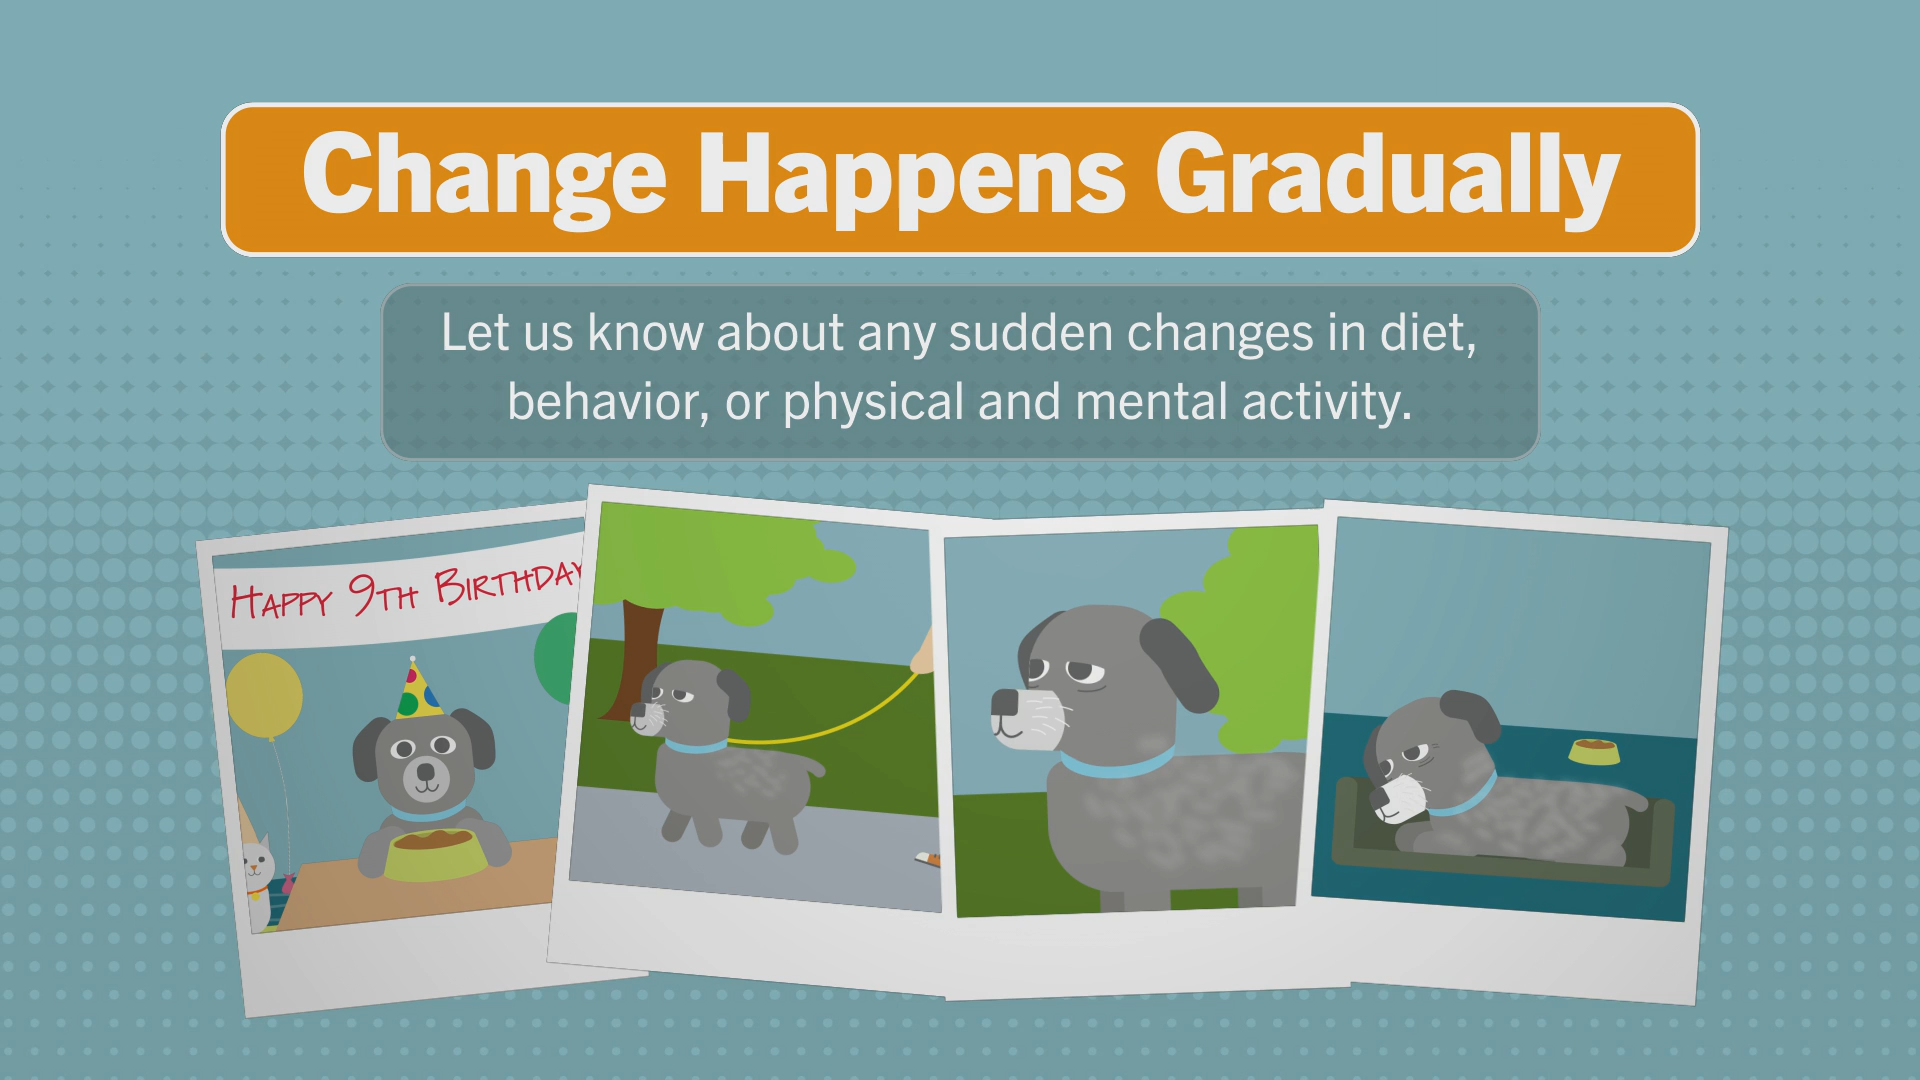 Change Happens Gradually
Let us know about any sudden changes in diet,
behavior, or physical and mental activity.
Happy 9th Birthday